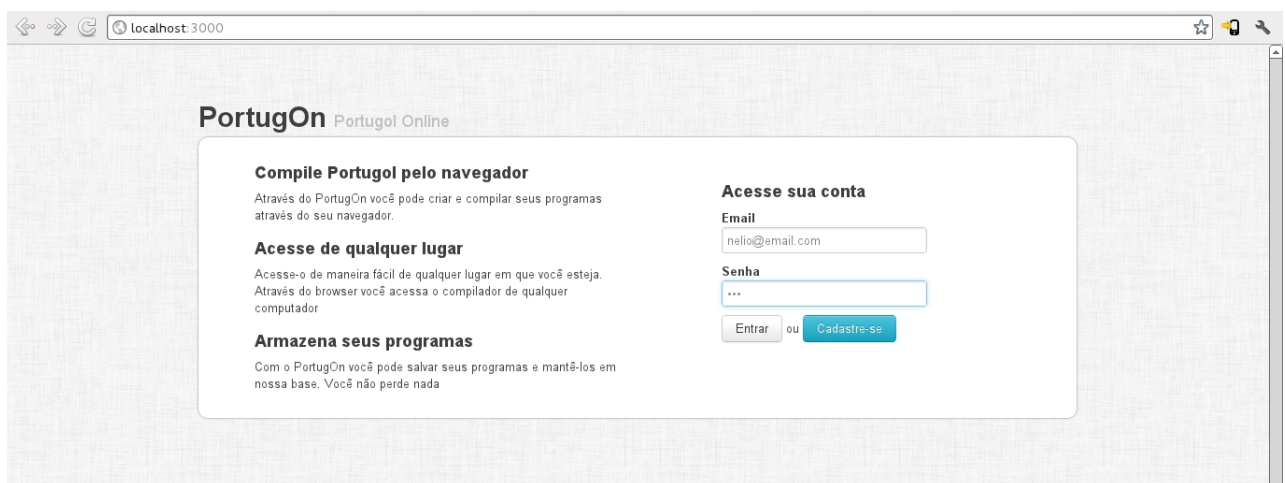 localhost:3000
PortugOn Portugol Online
Compile Portugol pelo navegador
Através do PortugOn você pode criar e compilar seus programas
através do seu navegador.
Acesse de qualquer lugar
Acesse-o de maneira fácil de qualquer lugar em que você esteja.
Através do browser você acessa o compilador de qualquer
computador
Armazena seus programas
Com o PortugOn você pode salvar seus programas e mantê-los em
nossa base. Você não perde nada
Acesse sua conta
Email
nelio@email.com
Senha
•••
Entrar ou Cadastre-se